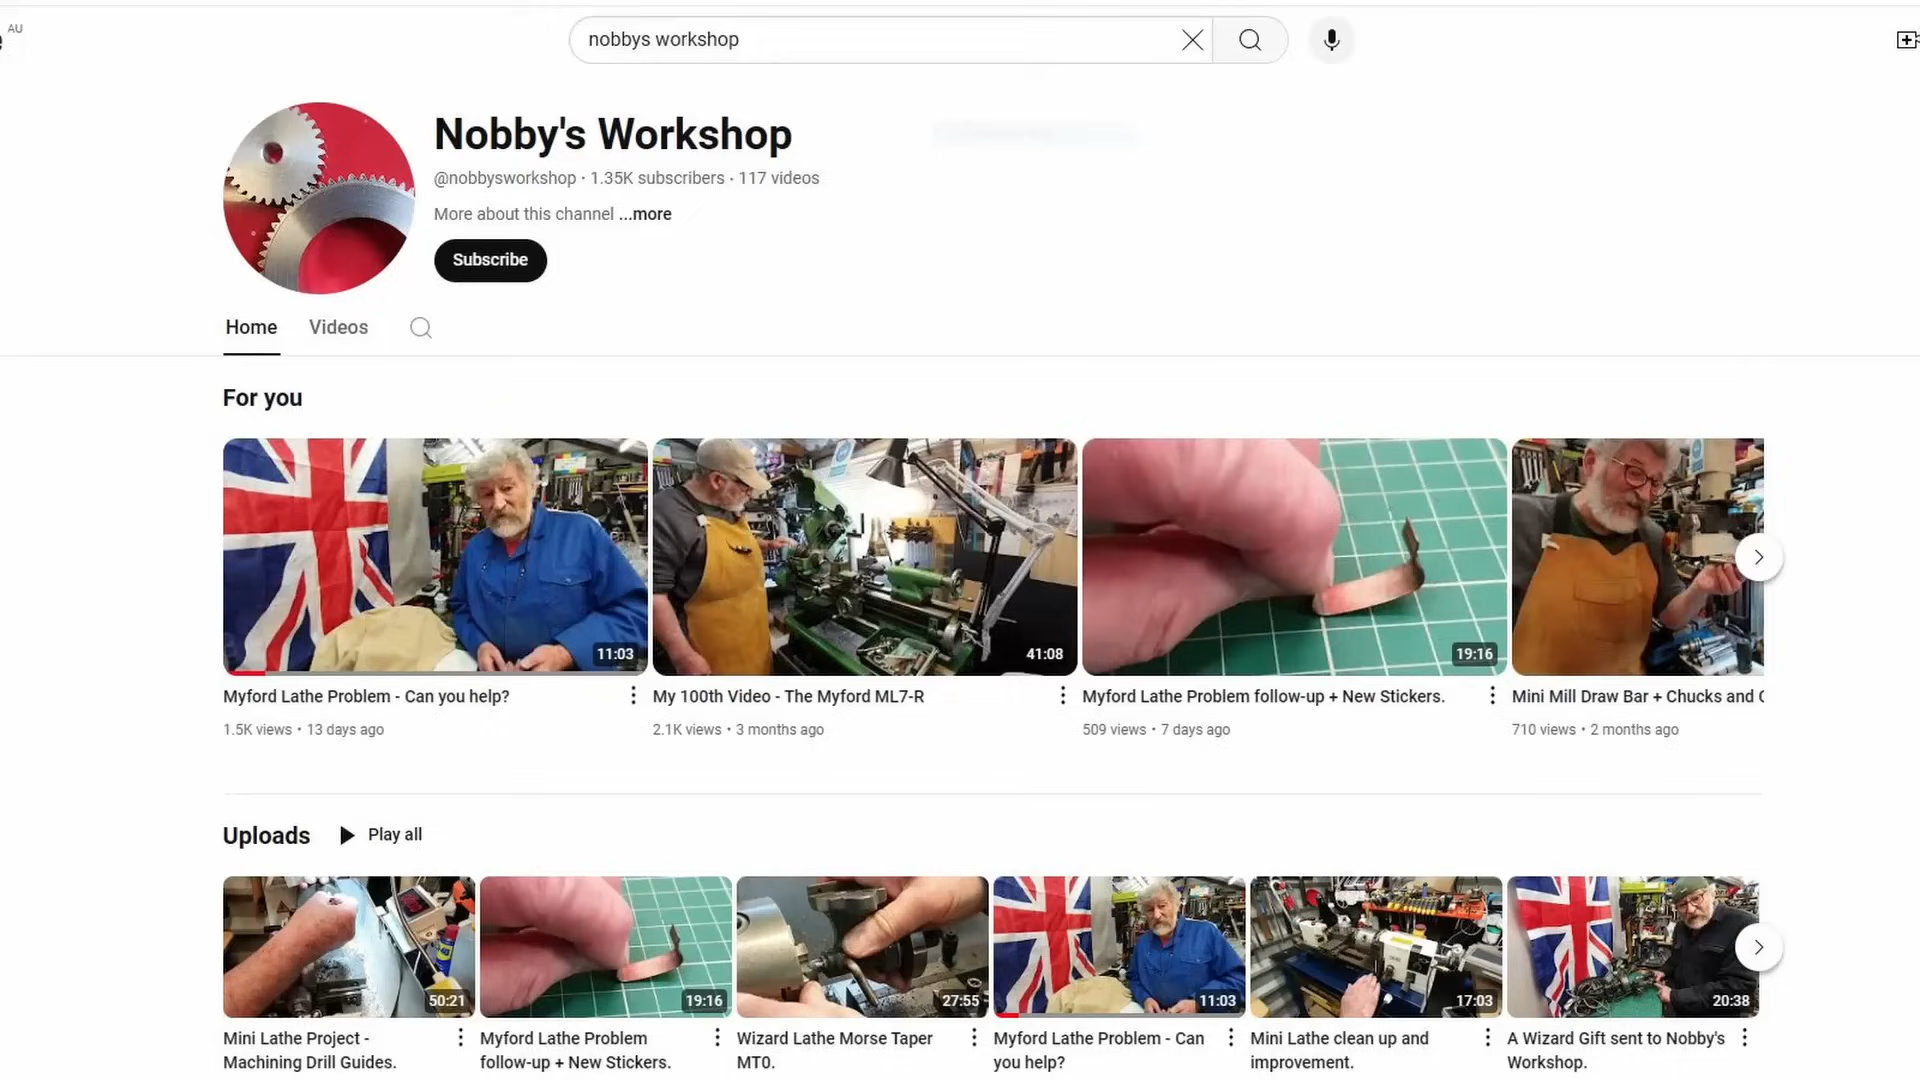 AU
nobbys workshop
Nobby's Workshop
@nobbysworkshop · 1.35K subscribers · 117 videos
More about this channel ...more
Subscribe
Home Videos
For you
11:03
41:08
19:16
Myford Lathe Problem - Can you help?
1.5K views • 13 days ago
My 100th Video - The Myford ML7-R
2.1K views • 3 months ago
Myford Lathe Problem follow-up + New Stickers.
509 views • 7 days ago
Mini Mill Draw Bar + Chucks and
710 views • 2 months ago
Uploads Play all
50:21
19:16
27:55
11:03
17:03
20:38
Mini Lathe Project -
Machining Drill Guides.
Myford Lathe Problem
follow-up + New Stickers.
Wizard Lathe Morse Taper
MT0.
Myford Lathe Problem - Can
you help?
Mini Lathe clean up and
improvement.
A Wizard Gift sent to Nobby's
Workshop.